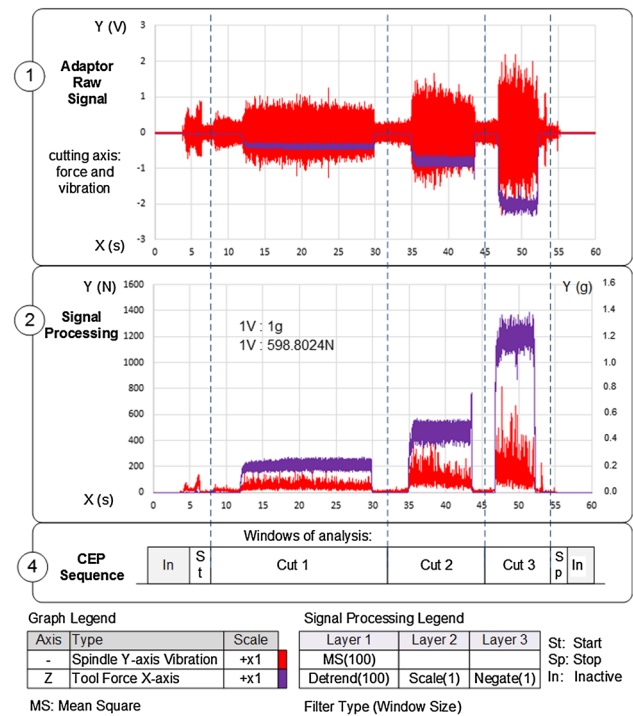 Y (V)
1
Adaptor
Raw
Signal
cutting axis:
force and
vibration
X (s)
3
2
1
0
-1
-2
-3
0 5 10 15 20 25 30 35 40 45 50 55 60
Y (N)
Y (g)
2
Signal
Processing
1V : 1g
1V : 598.8024N
1600
1400
1200
1000
800
600
400
200
0
1.6
1.4
1.2
1.0
0.8
0.6
0.4
0.2
0.0
X (s)
0 5 10 15 20 25 30 35 40 45 50 55 60
Windows of analysis:
4
CEP
Sequence
In St Cut 1 Cut 2 Cut 3 Sp In
Graph Legend
Axis Type Scale
- Spindle Y-axis Vibration +x1
Z Tool Force X-axis +x1
MS: Mean Square
Signal Processing Legend
Layer 1 Layer 2 Layer 3
MS(100)
Detrend(100) Scale(1) Negate(1)
Filter Type (Window Size)
St: Start
Sp: Stop
In: Inactive